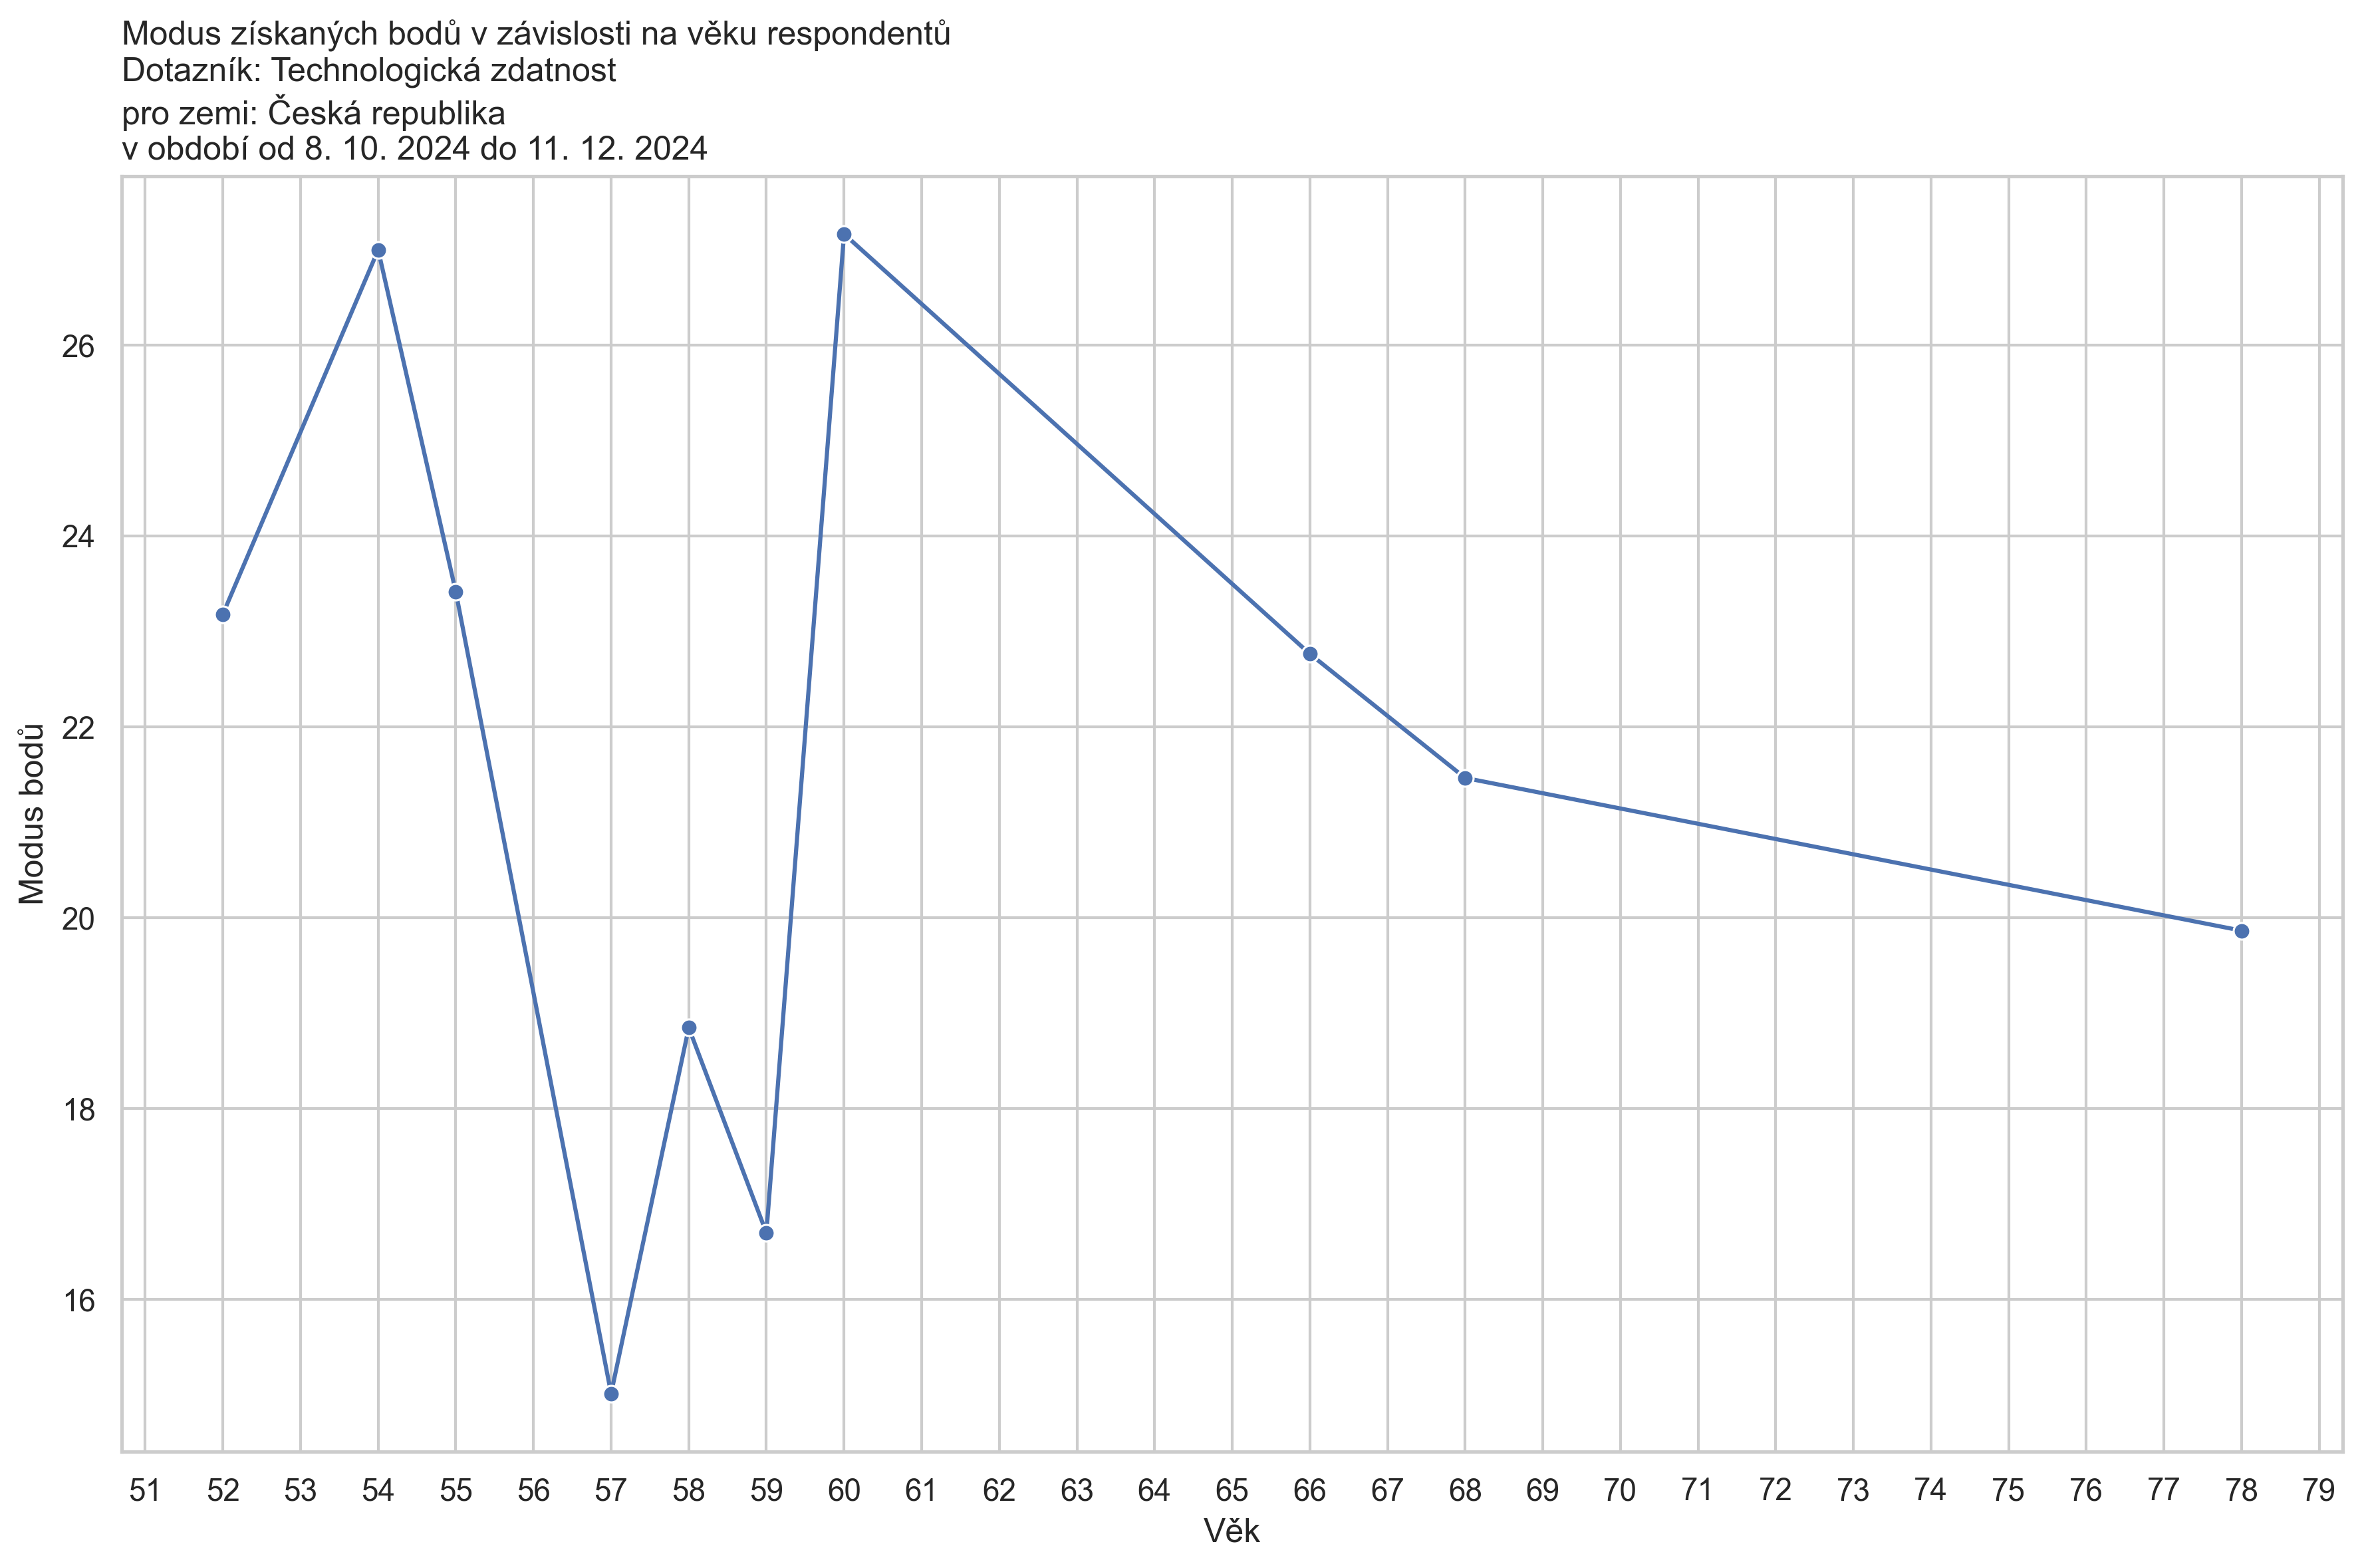 Modus získaných bodů v závislosti na věku respondentů
Dotazník: Technologická zdatnost
pro zemi: Česká republika
v období od 8. 10. 2024 do 11. 12. 2024
26
24
22
20
18
16
Modus bodů
51 52 53 54 55 56 57 58 59 60 61 62 63 64 65 66 67 68 69 70 71 72 73 74 75 76 77 78 79
Věk